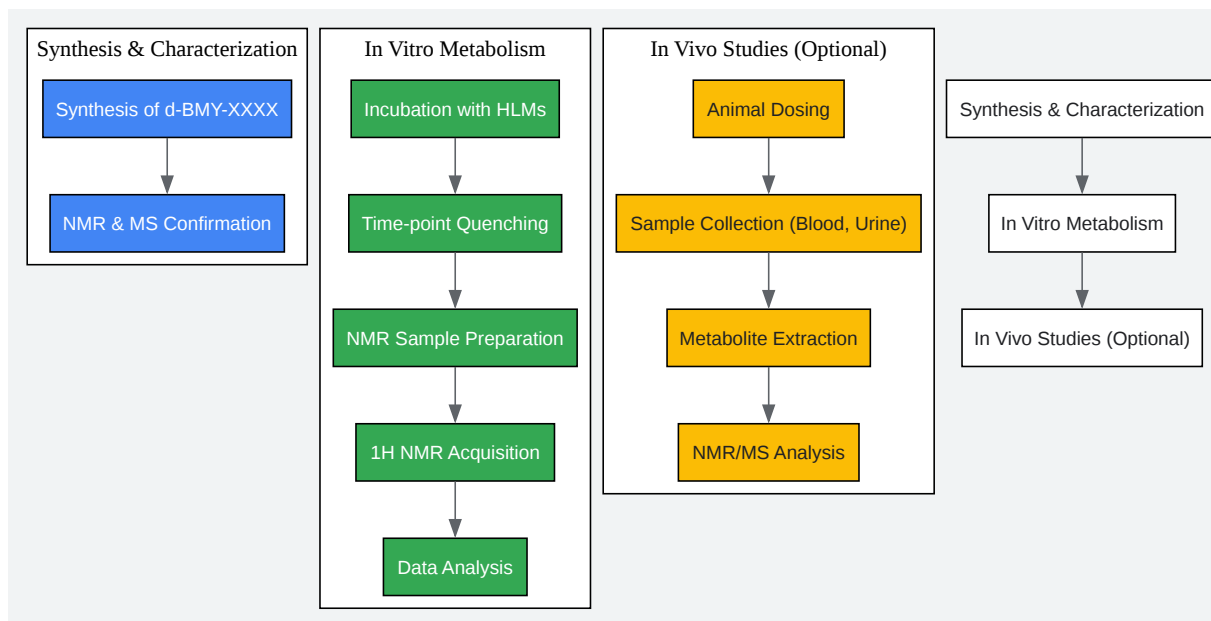 Synthesis & Characterization
Synthesis of d-BMY-XXXX
NMR & MS Confirmation
In Vitro Metabolism
Incubation with HLMs
Time-point Quenching
NMR Sample Preparation
1H NMR Acquisition
Data Analysis
In Vivo Studies (Optional)
Animal Dosing
Sample Collection (Blood, Urine)
Metabolite Extraction
NMR/MS Analysis
Synthesis & Characterization
In Vitro Metabolism
In Vivo Studies (Optional)